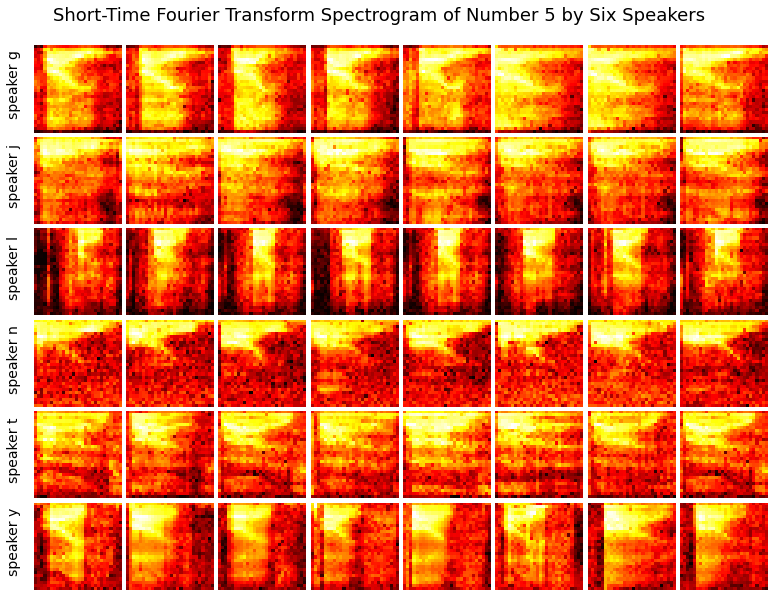 Short-Time Fourier Transform Spectrogram of Number 5 by Six Speakers
speaker g
speaker j
speaker l
speaker n
speaker t
speaker y